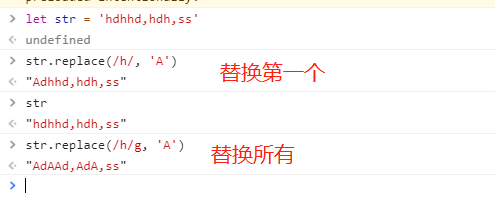 let str = 'hdhhd,hdh,ss'
undefined
str.replace(/h/, 'A')
替换第一个
"Adhhd,hdh,ss"
str
"hdhhd,hdh,ss"
str.replace(/h/g, 'A')
替换所有
"AdAAd,AdA,ss"